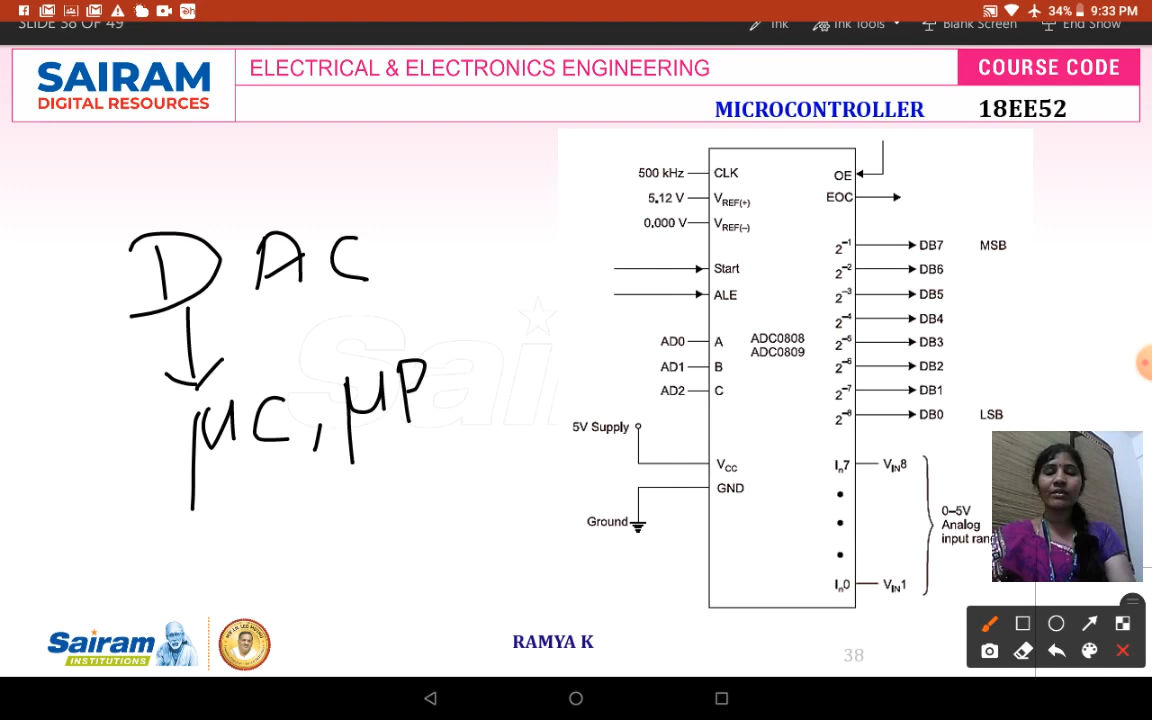 34% 9:33 PM
SLIDE 38 OF 49
Ink Ink Tools Blank Screen End Show
SAIRAM
DIGITAL RESOURCES
ELECTRICAL & ELECTRONICS ENGINEERING
COURSE CODE
MICROCONTROLLER 18EE52
DAC
μC, μP
500 kHz CLK OE
5.12 V VREF(+) EOC
0.000 V VREF(–)
2⁻¹ DB7 MSB
Start 2⁻² DB6
ALE 2⁻³ DB5
2⁻⁴ DB4
AD0 A ADC0808 2⁻⁵ DB3
ADC0809
AD1 B 2⁻⁶ DB2
AD2 C 2⁻⁷ DB1
2⁻⁸ DB0 LSB
5V Supply
VCC In7 VIN8
GND
0–5V
Ground Analog
input ran
In0 VIN1
Sai
Sairam
INSTITUTIONS
RAMYA K
38